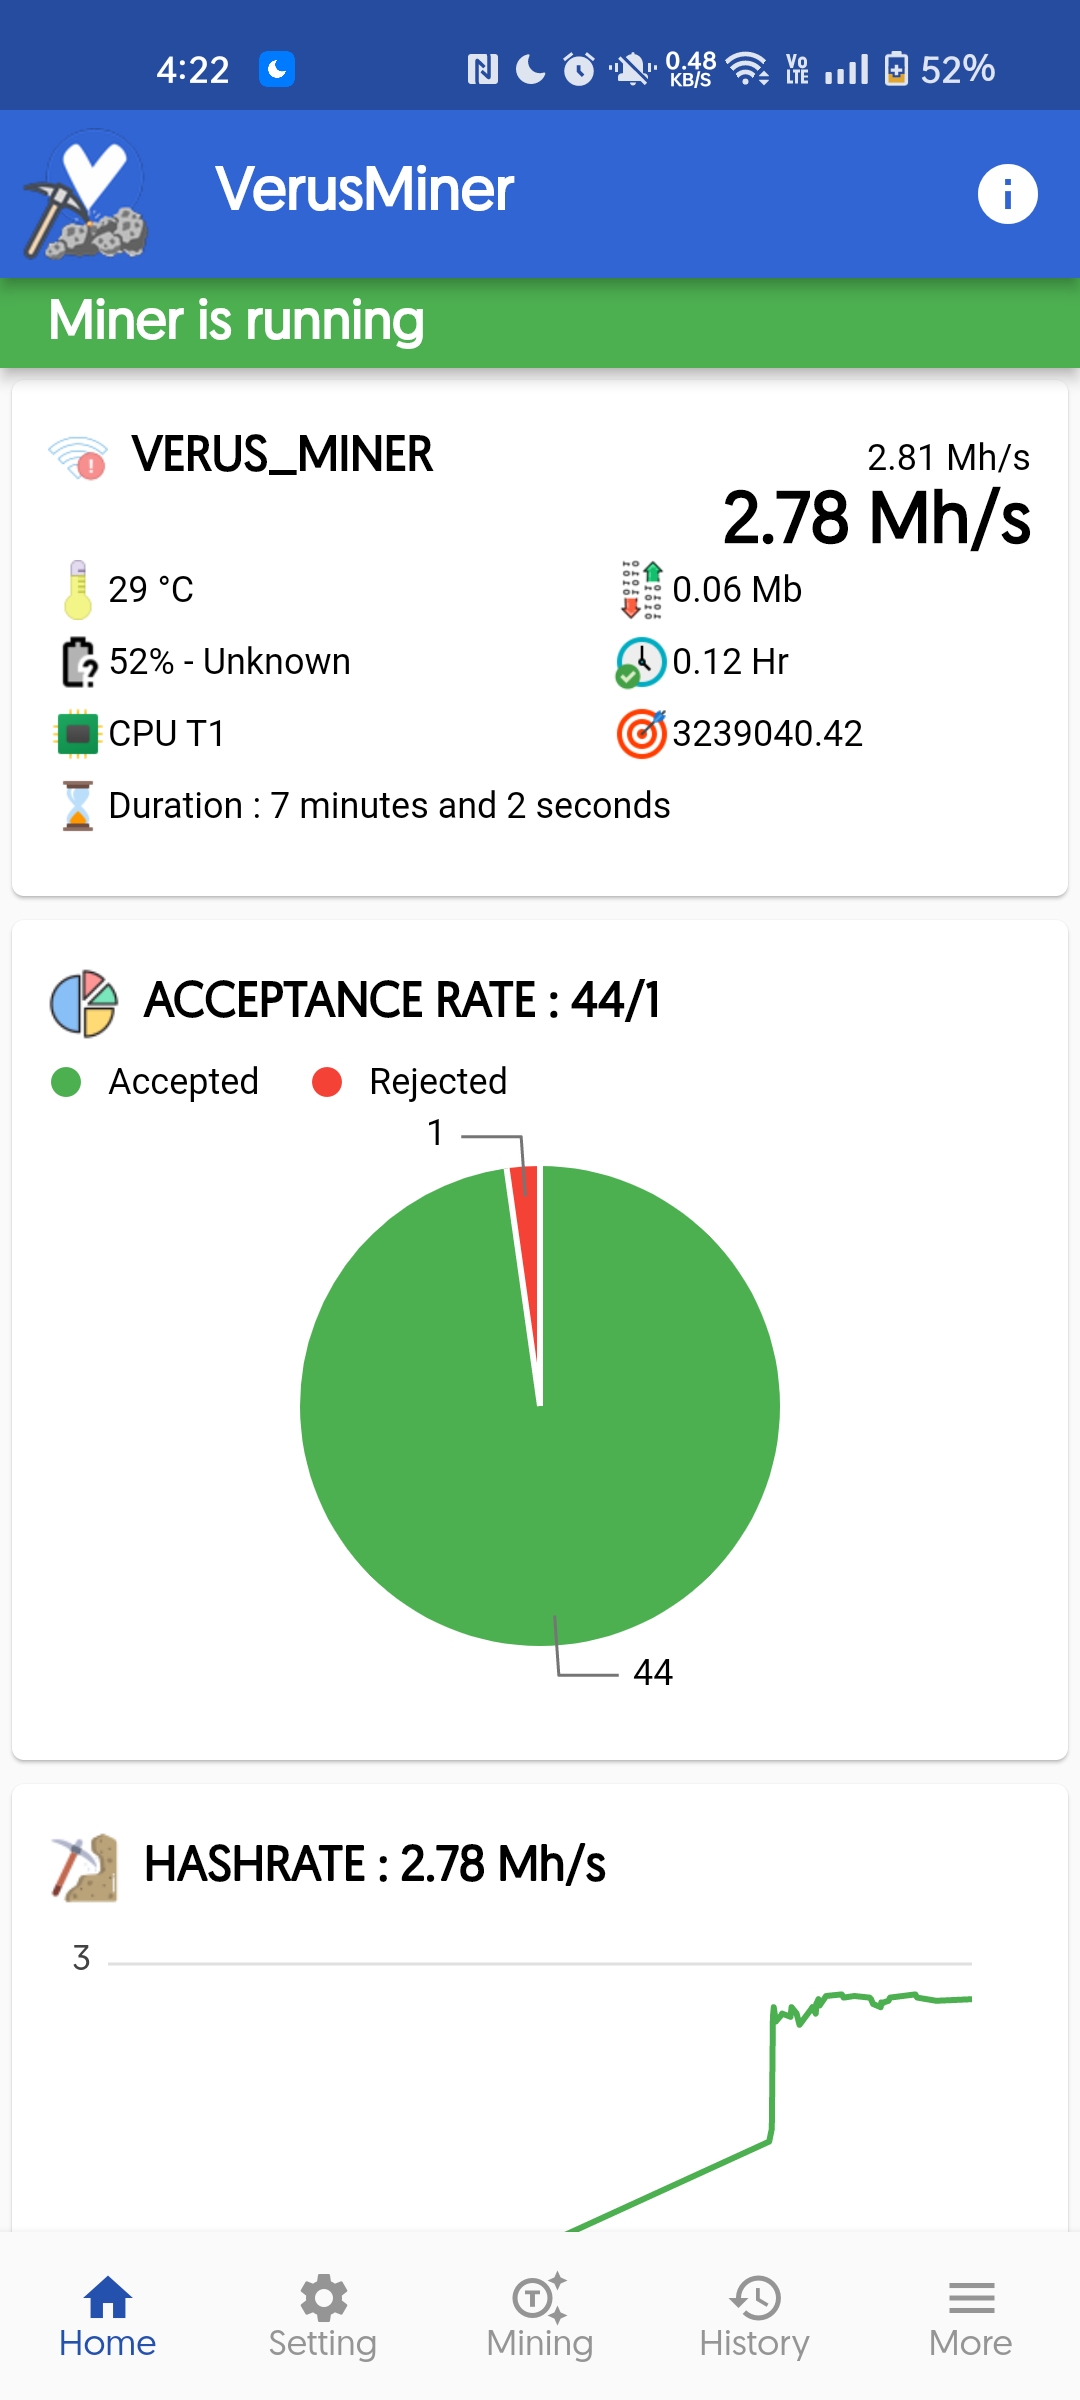 4:22 0.48 KB/S Vo LTE 52%
VerusMiner
Miner is running
VERUS_MINER
2.81 Mh/s
2.78 Mh/s
29 °C 0.06 Mb
52% - Unknown 0.12 Hr
CPU T1 3239040.42
Duration : 7 minutes and 2 seconds
ACCEPTANCE RATE : 44/1
Accepted Rejected
1
44
HASHRATE : 2.78 Mh/s
3
Home Setting Mining History More